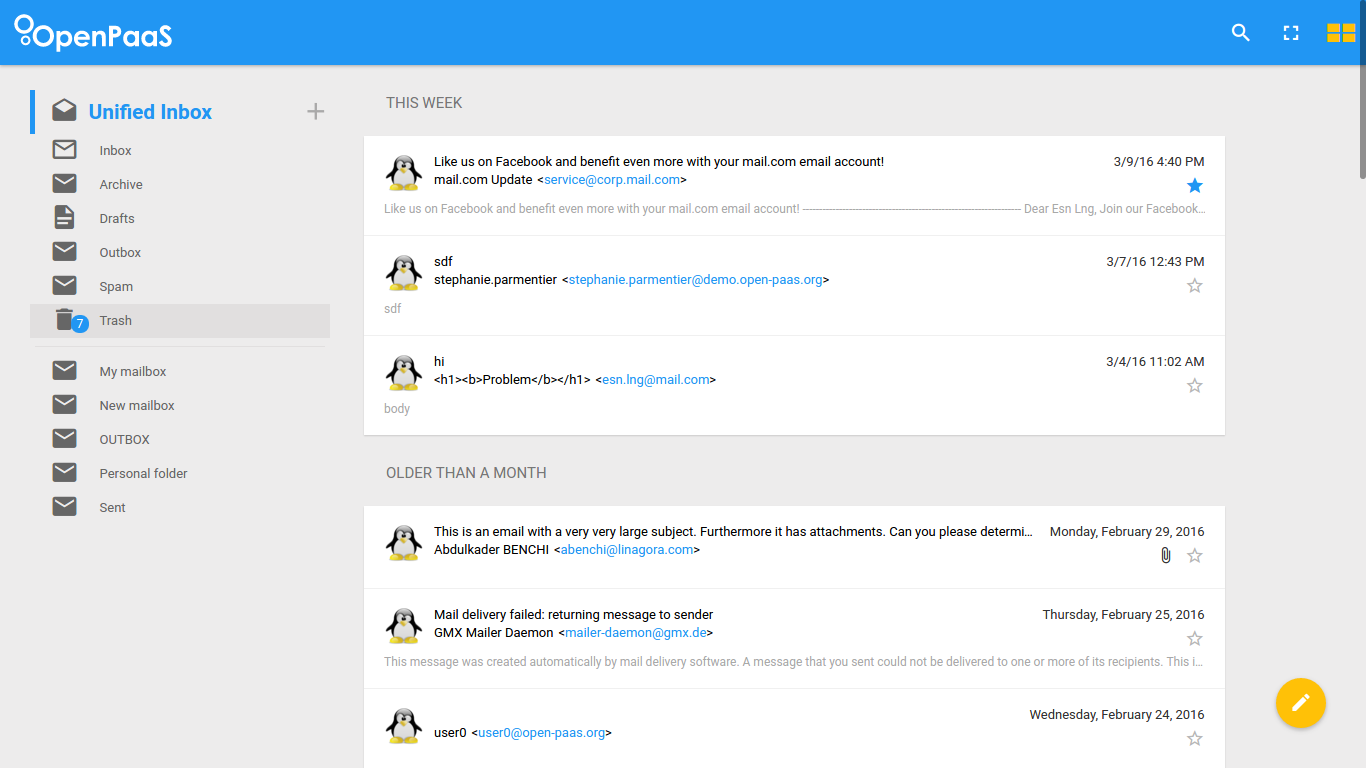 OpenPaaS
Unified Inbox
Inbox
Archive
Drafts
Outbox
Spam
7
Trash
My mailbox
New mailbox
OUTBOX
Personal folder
Sent
THIS WEEK
Like us on Facebook and benefit even more with your mail.com email account! 3/9/16 4:40 PM
mail.com Update <service@corp.mail.com>
Like us on Facebook and benefit even more with your mail.com email account! ---------------------------------------------------------------------- Dear Esn Lng, Join our Facebook…
sdf 3/7/16 12:43 PM
stephanie.parmentier <stephanie.parmentier@demo.open-paas.org>
sdf
hi 3/4/16 11:02 AM
<h1><b>Problem</b></h1> <esn.lng@mail.com>
body
OLDER THAN A MONTH
This is an email with a very very large subject. Furthermore it has attachments. Can you please determi… Monday, February 29, 2016
Abdulkader BENCHI <abenchi@linagora.com>
Mail delivery failed: returning message to sender Thursday, February 25, 2016
GMX Mailer Daemon <mailer-daemon@gmx.de>
This message was created automatically by mail delivery software. A message that you sent could not be delivered to one or more of its recipients. This i…
Wednesday, February 24, 2016
user0 <user0@open-paas.org>